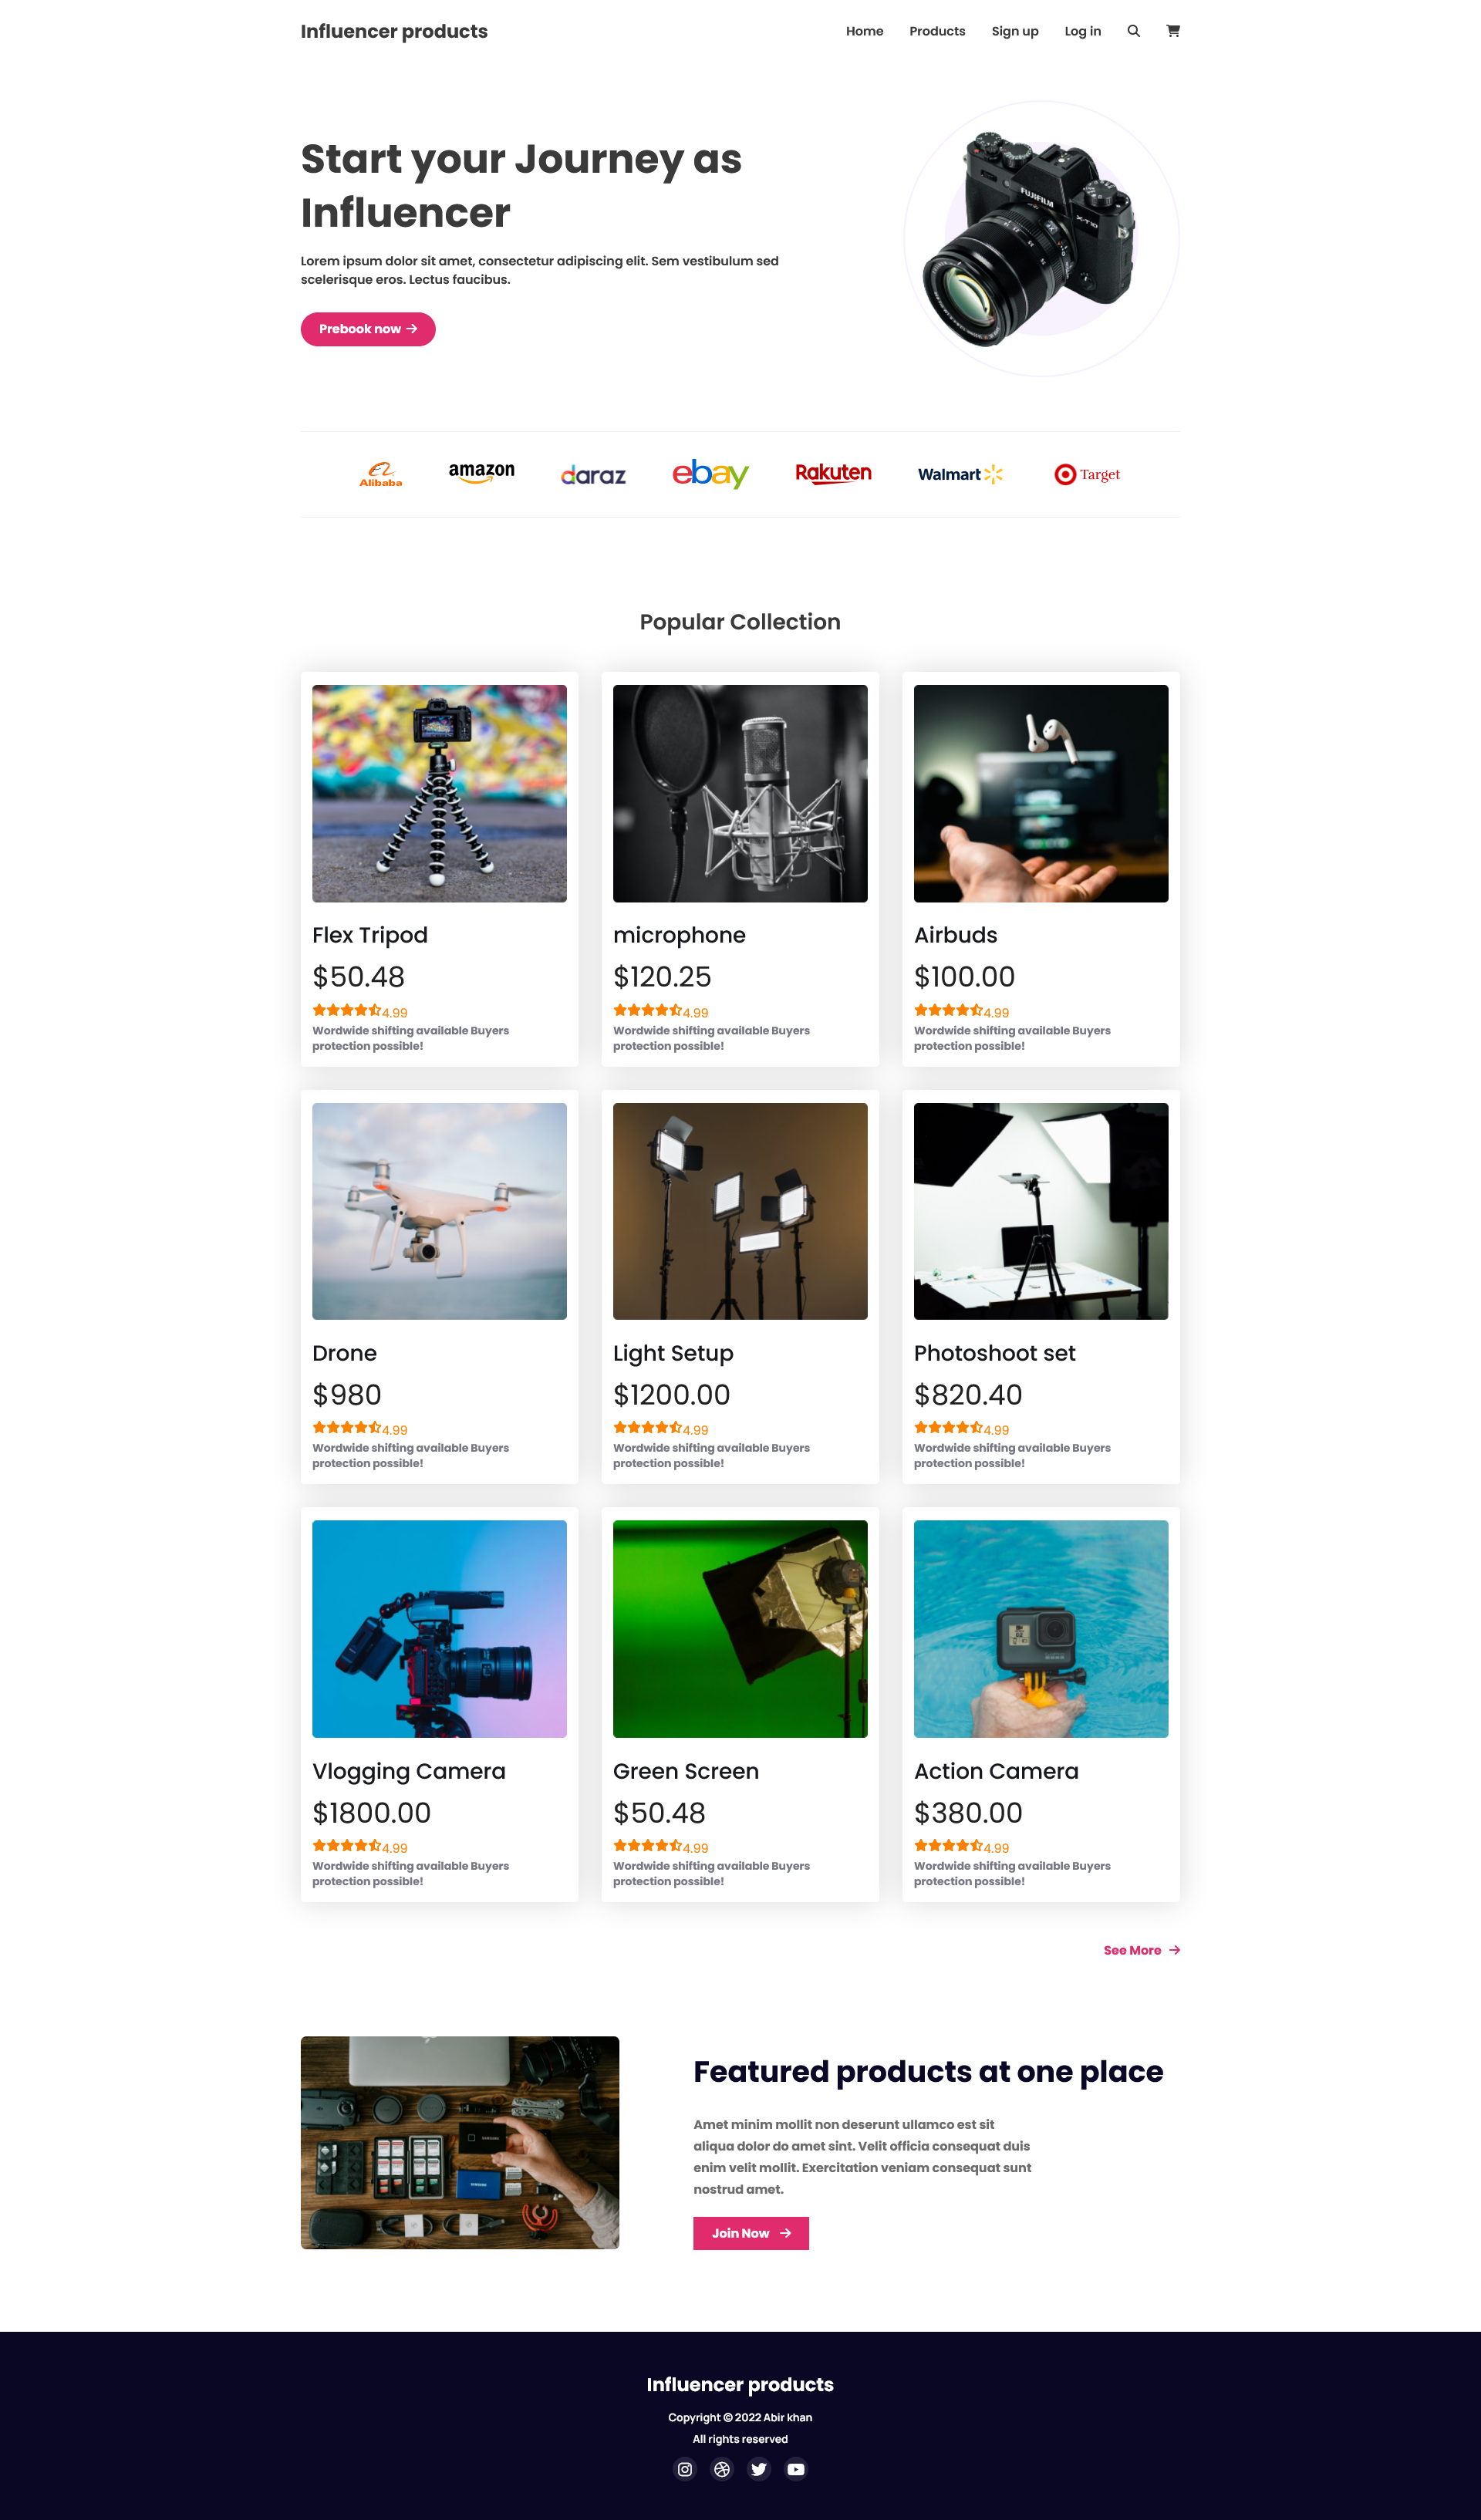 Influencer products
Home
Products
Sign up
Log in
Start your Journey as
Influencer
Lorem ipsum dolor sit amet, consectetur adipiscing elit. Sem vestibulum sed
scelerisque eros. Lectus faucibus.
Prebook now
FUJIFILM
X-T10
Alibaba
amazon
daraz
ebay
Rakuten
Walmart
Target
Popular Collection
Flex Tripod
$50.48
4.99
Wordwide shifting available Buyers
protection possible!
microphone
$120.25
4.99
Wordwide shifting available Buyers
protection possible!
Airbuds
$100.00
4.99
Wordwide shifting available Buyers
protection possible!
Drone
$980
4.99
Wordwide shifting available Buyers
protection possible!
Light Setup
$1200.00
4.99
Wordwide shifting available Buyers
protection possible!
Photoshoot set
$820.40
4.99
Wordwide shifting available Buyers
protection possible!
Vlogging Camera
$1800.00
4.99
Wordwide shifting available Buyers
protection possible!
Green Screen
$50.48
4.99
Wordwide shifting available Buyers
protection possible!
Action Camera
$380.00
4.99
Wordwide shifting available Buyers
protection possible!
See More
Featured products at one place
Amet minim mollit non deserunt ullamco est sit
aliqua dolor do amet sint. Velit officia consequat duis
enim velit mollit. Exercitation veniam consequat sunt
nostrud amet.
Join Now
Influencer products
Copyright © 2022 Abir khan
All rights reserved